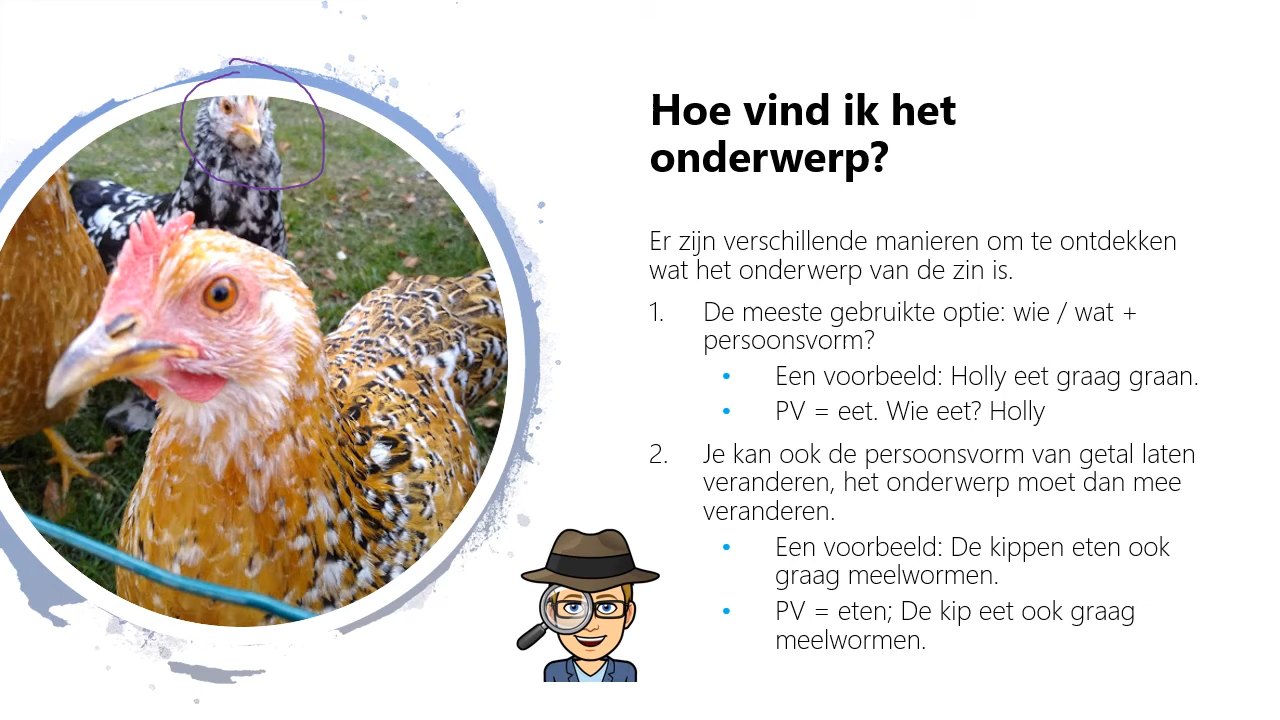 Hoe vind ik het
onderwerp?
Er zijn verschillende manieren om te ontdekken
wat het onderwerp van de zin is.
1. De meeste gebruikte optie: wie / wat +
persoonsvorm?
• Een voorbeeld: Holly eet graag graan.
• PV = eet. Wie eet? Holly
2. Je kan ook de persoonsvorm van getal laten
veranderen, het onderwerp moet dan mee
veranderen.
• Een voorbeeld: De kippen eten ook
graag meelwormen.
• PV = eten; De kip eet ook graag
meelwormen.